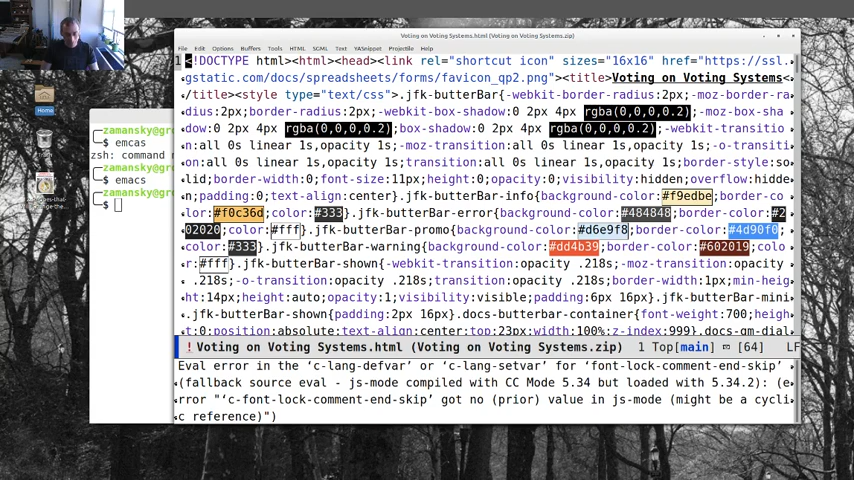 Voting on Voting Systems.html (Voting on Voting Systems.zip)
File Edit Options Buffers Tools HTML SGML Text YASnippet Projectile Help
1 <!DOCTYPE html><html><head><link rel="shortcut icon" sizes="16x16" href="https://ssl.
gstatic.com/docs/spreadsheets/forms/favicon_qp2.png"><title>Voting on Voting Systems<
/title><style type="text/css">.jfk-butterBar{-webkit-border-radius:2px;-moz-border-ra
dius:2px;border-radius:2px;-webkit-box-shadow:0 2px 4px rgba(0,0,0,0.2);-moz-box-sha
dow:0 2px 4px rgba(0,0,0,0.2);box-shadow:0 2px 4px rgba(0,0,0,0.2);-webkit-transitio
n:all 0s linear 1s,opacity 1s;-moz-transition:all 0s linear 1s,opacity 1s;-o-transiti
on:all 0s linear 1s,opacity 1s;transition:all 0s linear 1s,opacity 1s;border-style:so
lid;border-width:0;font-size:11px;height:0;opacity:0;visibility:hidden;overflow:hidde
n;padding:0;text-align:center}.jfk-butterBar-info{background-color:#f9edbe;border-co
lor:#f0c36d;color:#333}.jfk-butterBar-error{background-color:#484848;border-color:#2
02020;color:#fff}.jfk-butterBar-promo{background-color:#d6e9f8;border-color:#4d90f0;
color:#333}.jfk-butterBar-warning{background-color:#dd4b39;border-color:#602019;colo
r:#fff}.jfk-butterBar-shown{-webkit-transition:opacity .218s;-moz-transition:opacity
.218s;-o-transition:opacity .218s;transition:opacity .218s;border-width:1px;min-heig
ht:14px;height:auto;opacity:1;visibility:visible;padding:6px 16px}.jfk-butterBar-mini
.jfk-butterBar-shown{padding:2px 16px}.docs-butterbar-container{font-weight:700;heigh
t:0;position:absolute;text-align:center;top:23px;width:100%;z-index:999}.docs-gm-dial
! Voting on Voting Systems.html (Voting on Voting Systems.zip) 1 Top[main] [64] LF
Eval error in the ‘c-lang-defvar’ or ‘c-lang-setvar’ for ‘font-lock-comment-end-skip’
(fallback source eval - js-mode compiled with CC Mode 5.34 but loaded with 5.34.2): (e
rror "‘c-font-lock-comment-end-skip’ got no (prior) value in js-mode (might be a cycli
c reference)")
Home
zamansky@gr
$ emcas
zsh: command n
zamansky@gr
$ emacs
zamansky@gr
$